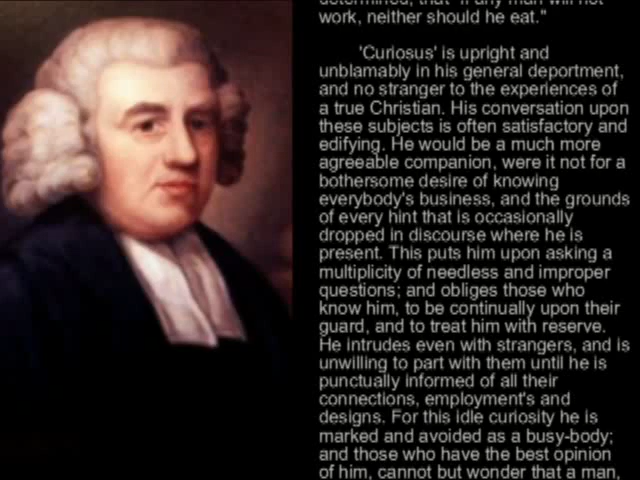 determined, that "if any man will not
work, neither should he eat."
'Curiosus' is upright and
unblamably in his general deportment,
and no stranger to the experiences of
a true Christian. His conversation upon
these subjects is often satisfactory and
edifying. He would be a much more
agreeable companion, were it not for a
bothersome desire of knowing
everybody's business, and the grounds
of every hint that is occasionally
dropped in discourse where he is
present. This puts him upon asking a
multiplicity of needless and improper
questions; and obliges those who
know him, to be continually upon their
guard, and to treat him with reserve.
He intrudes even with strangers, and is
unwilling to part with them until he is
punctually informed of all their
connections, employment's and
designs. For this idle curiosity he is
marked and avoided as a busy-body;
and those who have the best opinion
of him, cannot but wonder that a man,